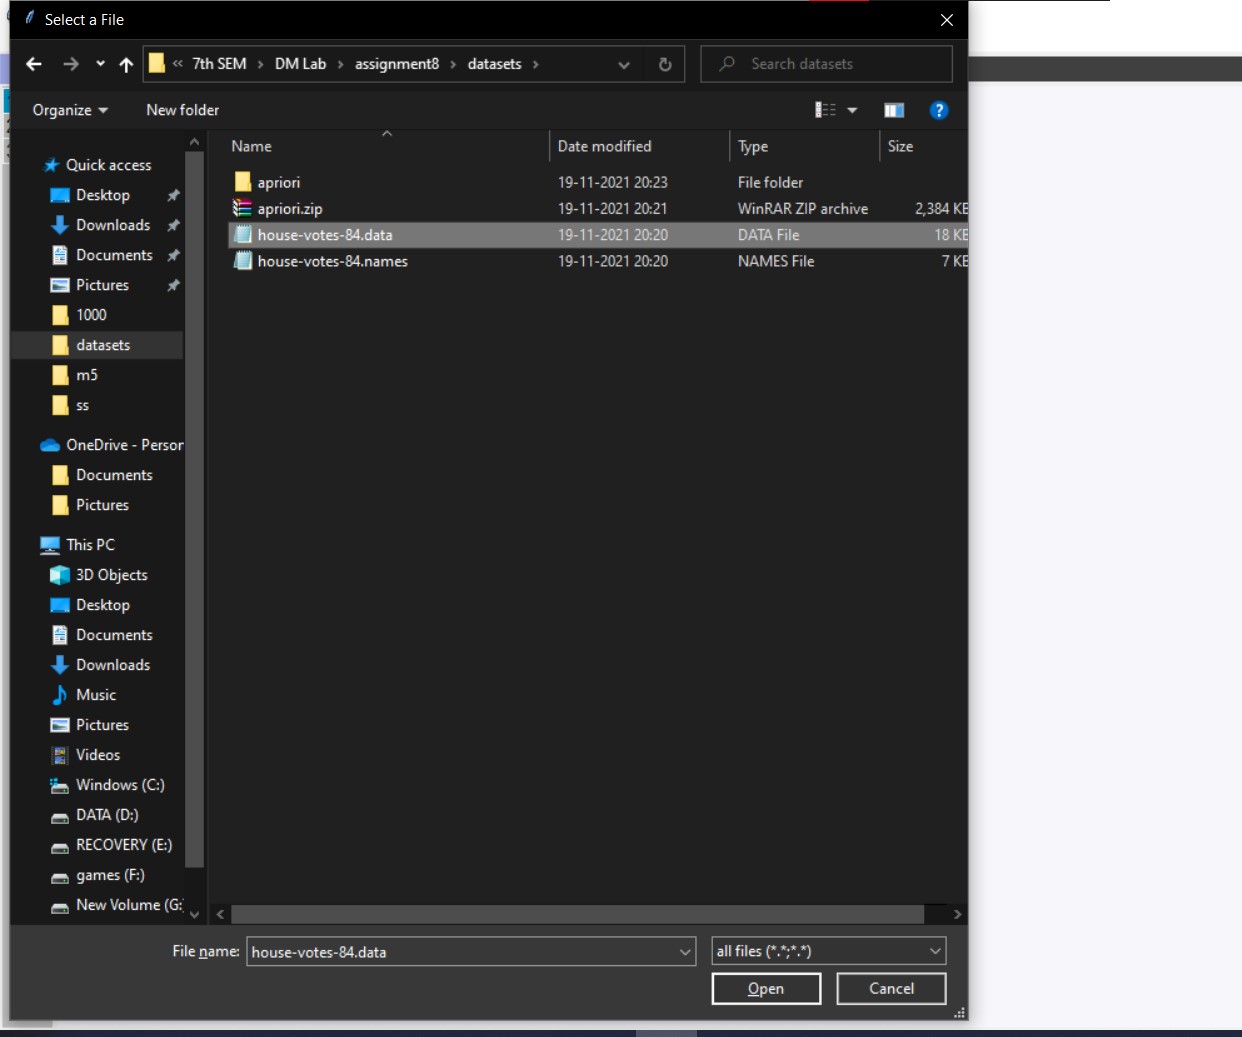 Select a File
« 7th SEM > DM Lab > assignment8 > datasets >
Search datasets
Organize
New folder
?
Name
Date modified
Type
Size
Quick access
Desktop
Downloads
Documents
Pictures
1000
datasets
m5
ss
OneDrive - Person
Documents
Pictures
This PC
3D Objects
Desktop
Documents
Downloads
Music
Pictures
Videos
Windows (C:)
DATA (D:)
RECOVERY (E:)
games (F:)
New Volume (G:
apriori 19-11-2021 20:23 File folder
apriori.zip 19-11-2021 20:21 WinRAR ZIP archive 2,384 KB
house-votes-84.data 19-11-2021 20:20 DATA File 18 KB
house-votes-84.names 19-11-2021 20:20 NAMES File 7 KB
File name: house-votes-84.data
all files (*.*;*.*)
Open
Cancel